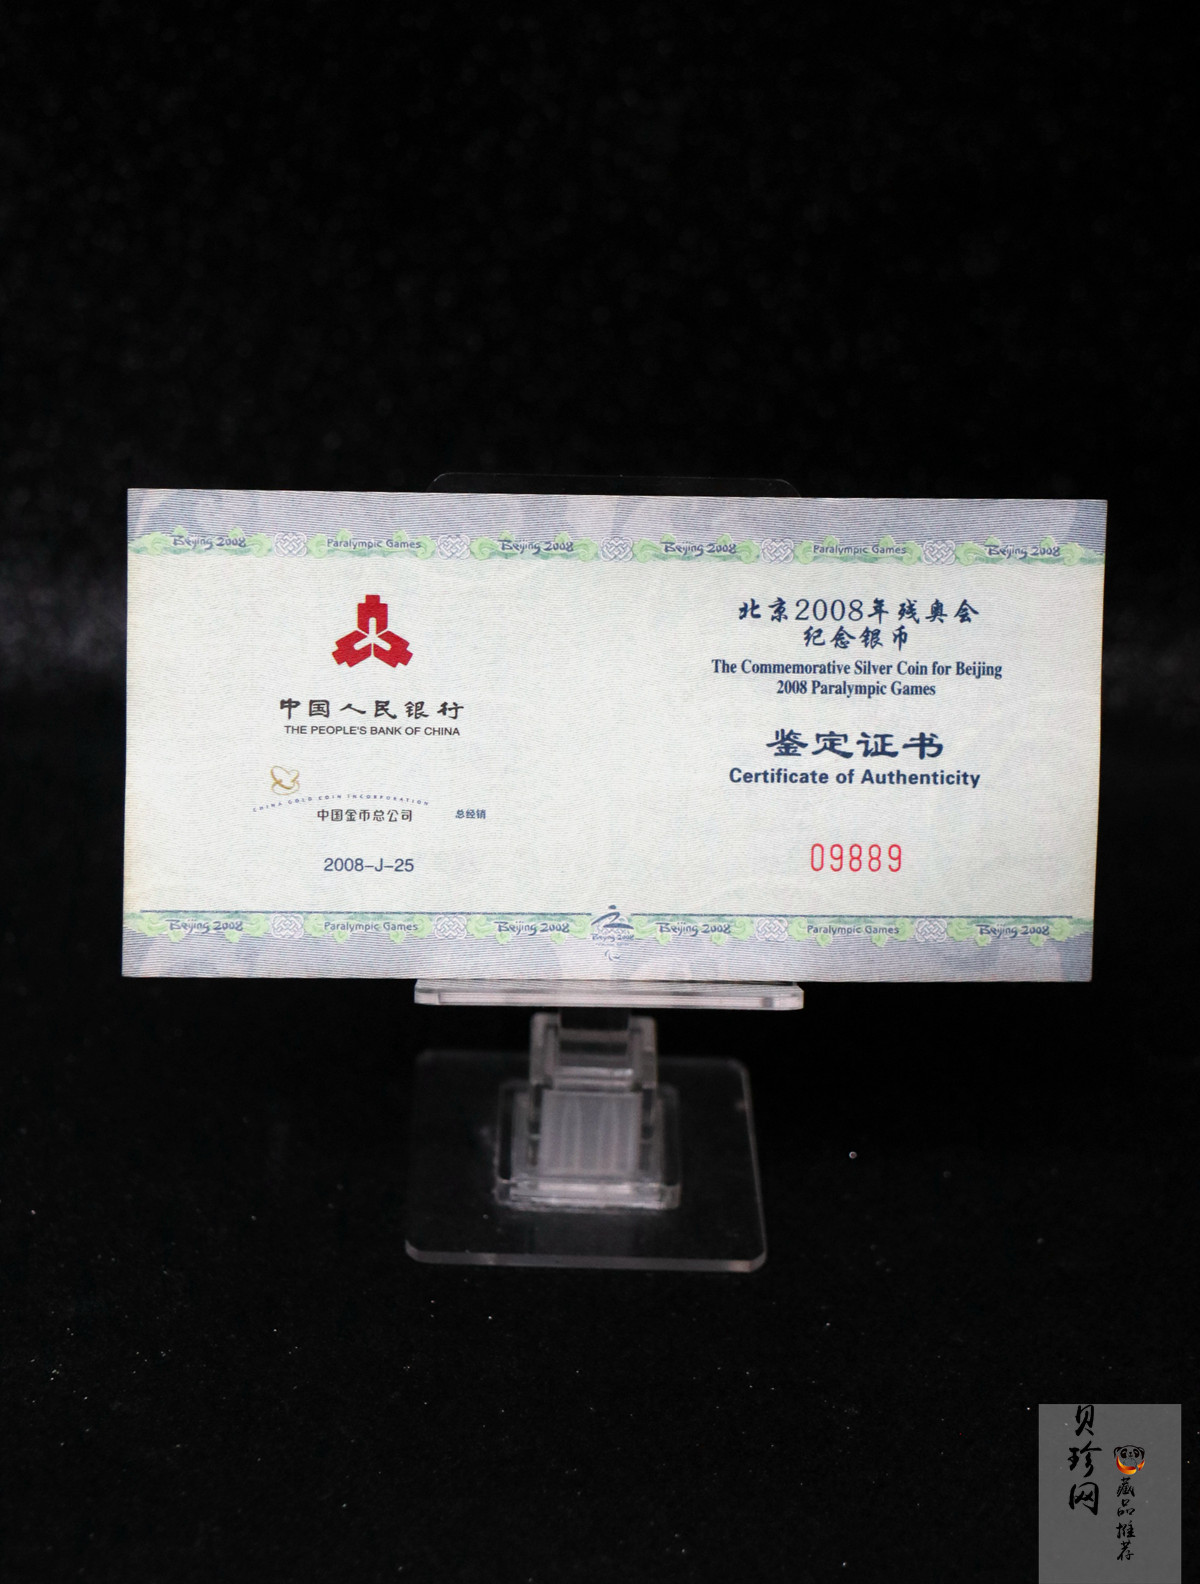 Beijing 2008 Paralympic Games Beijing 2008 Beijing 2008 Paralympic Games Beijing 2008
中国人民银行
THE PEOPLE'S BANK OF CHINA
CHINA GOLD COIN INCORPORATION
中国金币总公司 总经销
2008-J-25
北京2008年残奥会
纪念银币
The Commemorative Silver Coin for Beijing
2008 Paralympic Games
鉴定证书
Certificate of Authenticity
09889
Beijing 2008 Paralympic Games Beijing 2008 Beijing 2008 Beijing 2008 Paralympic Games Beijing 2008
贝珍网
藏品推荐